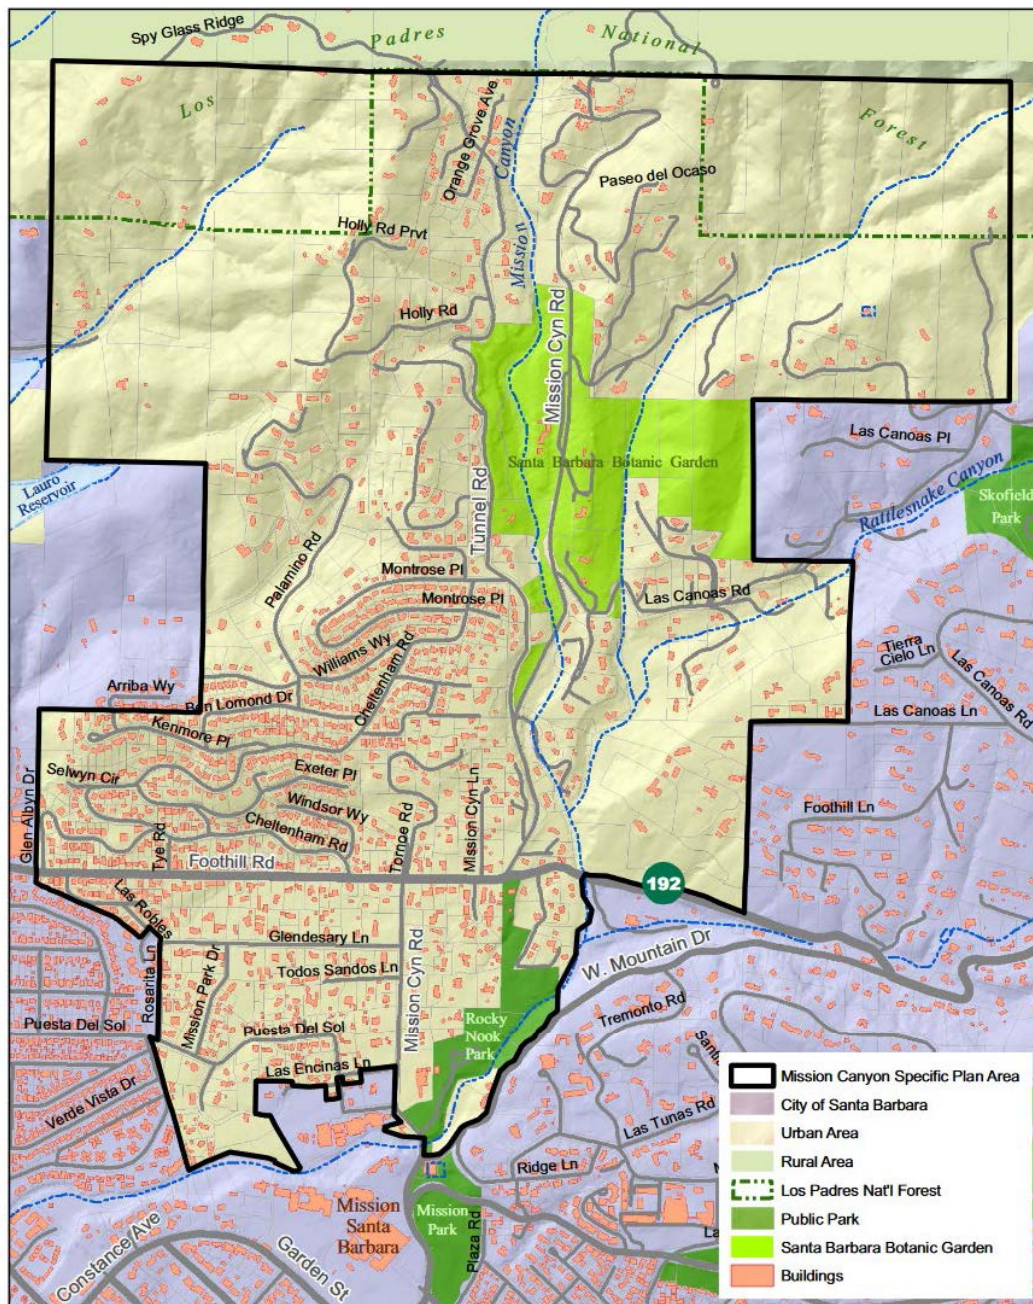 Spy Glass Ridge
Padres
National
Los
Forest
Orange Grove Ave
Canyon
Mission
Paseo del Ocaso
Holly Rd Prvt
Holly Rd
Mission Cyn Rd
Las Canoas Pl
Santa Barbara Botanic Garden
Rattlesnake Canyon
Lauro
Reservoir
Skofield
Park
Tunnel Rd
Palamino Rd
Montrose Pl
Montrose Pl
Las Canoas Rd
Williams Wy
Cheltenham Rd
Tierra
Cielo Ln
Las Canoas Rd
Arriba Wy
Ben Lomond Dr
Kenmore Pl
Las Canoas Ln
Selwyn Cir
Exeter Pl
Glen Albyn Dr
Windsor Wy
Cheltenham Rd
Tye Rd
Tornoe Rd
Mission Cyn Ln
Foothill Ln
Foothill Rd
192
Las Robles
Rosarita Ln
Mission Park Dr
Glendesary Ln
Todos Sandos Ln
Mission Cyn Rd
W. Mountain Dr
Tremonto Rd
Puesta Del Sol
Puesta Del Sol
Rocky
Nook
Park
Las Encinas Ln
Verde Vista Dr
Las Tunas Rd
Ridge Ln
Mission
Santa
Barbara
Mission
Park
Plaza Rd
Constance Ave
Garden St
Mission Canyon Specific Plan Area
City of Santa Barbara
Urban Area
Rural Area
Los Padres Nat'l Forest
Public Park
Santa Barbara Botanic Garden
Buildings